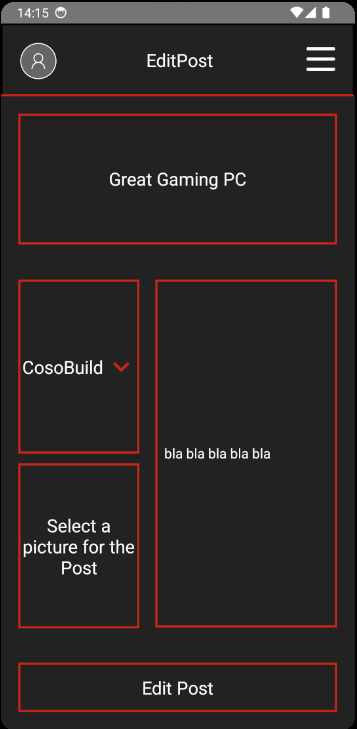 14:15
EditPost
Great Gaming PC
CosoBuild
bla bla bla bla bla
Select a
picture for the
Post
Edit Post